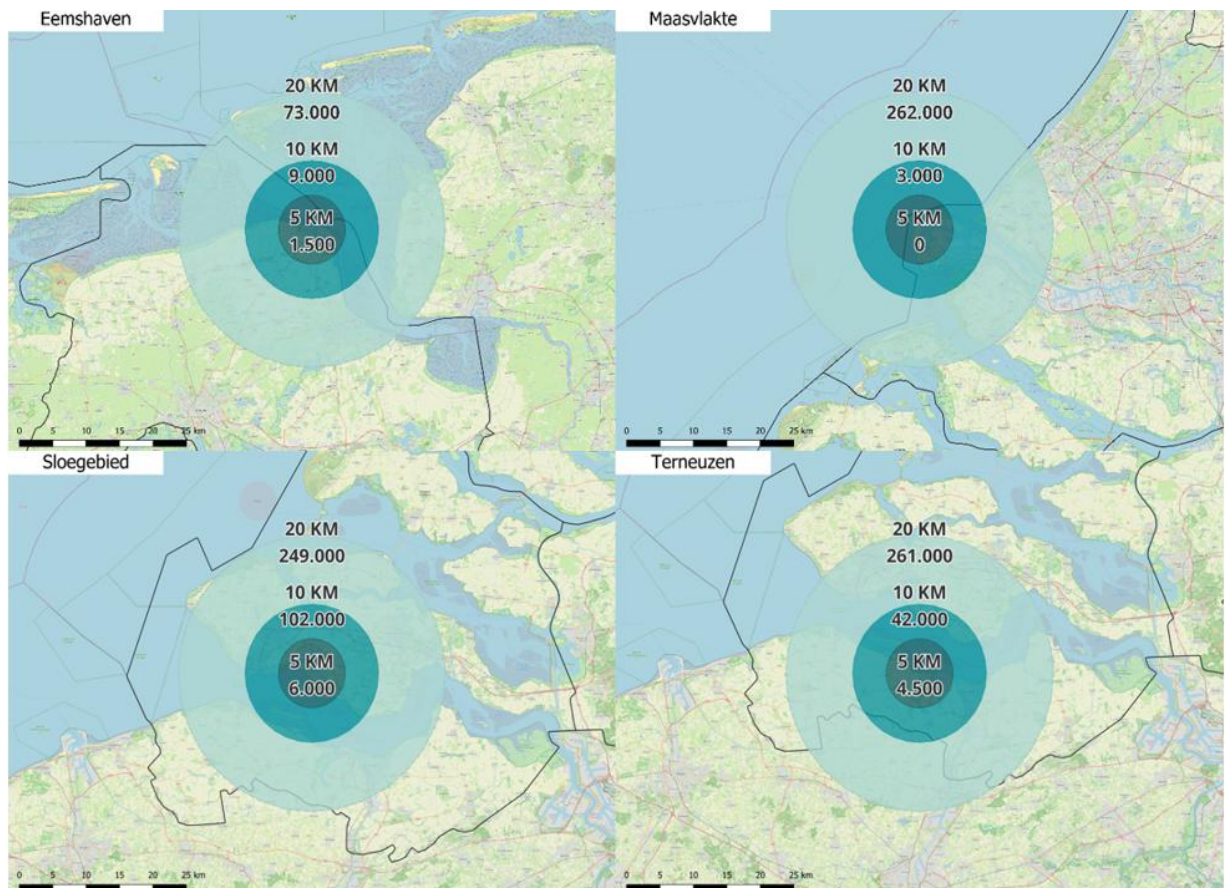 Eemshaven
20 KM
73.000
10 KM
9.000
5 KM
1.500
0 5 10 15 20 25 km
Maasvlakte
20 KM
262.000
10 KM
3.000
5 KM
0
0 5 10 15 20 25 km
Sloegebied
20 KM
249.000
10 KM
102.000
5 KM
6.000
0 5 10 15 20 25 km
Terneuzen
20 KM
261.000
10 KM
42.000
5 KM
4.500
0 5 10 15 20 25 km